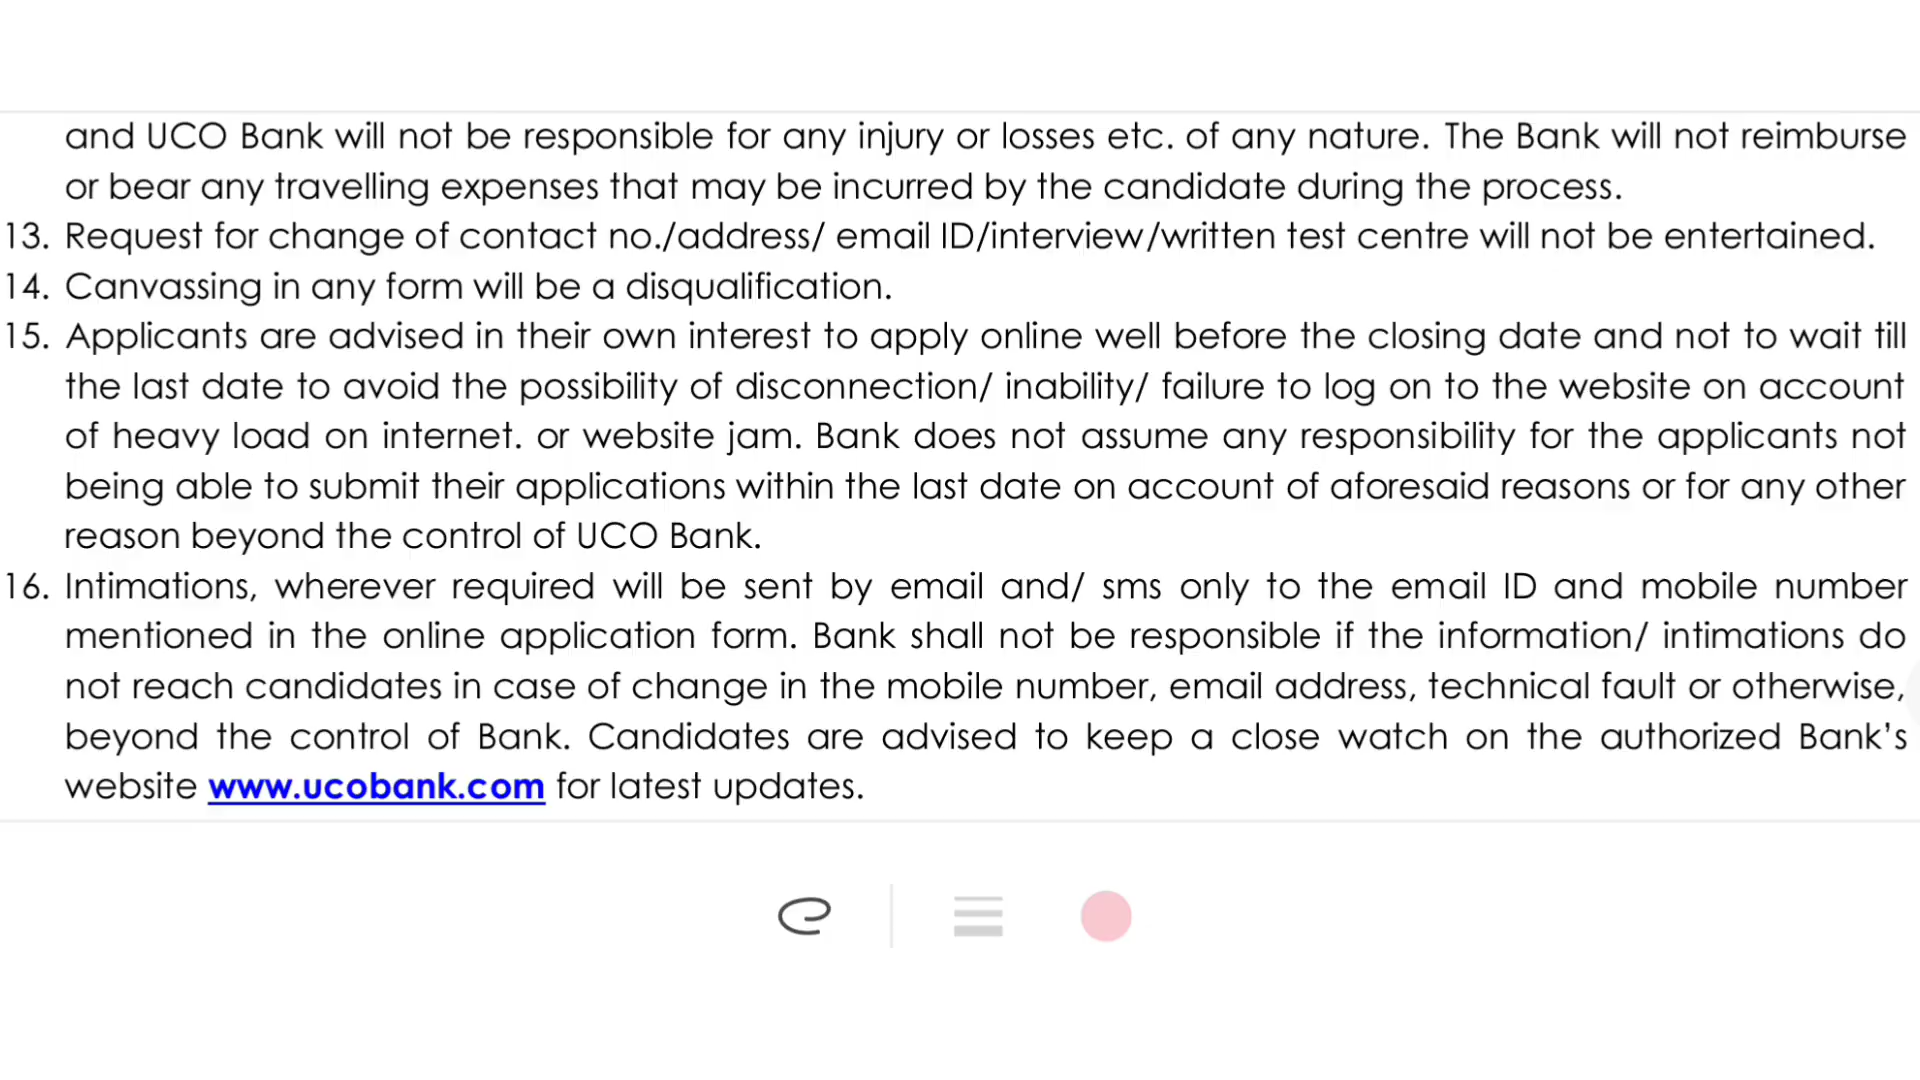 and UCO Bank will not be responsible for any injury or losses etc. of any nature. The Bank will not reimburse
or bear any travelling expenses that may be incurred by the candidate during the process.
13. Request for change of contact no./address/ email ID/interview/written test centre will not be entertained.
14. Canvassing in any form will be a disqualification.
15. Applicants are advised in their own interest to apply online well before the closing date and not to wait till
the last date to avoid the possibility of disconnection/ inability/ failure to log on to the website on account
of heavy load on internet. or website jam. Bank does not assume any responsibility for the applicants not
being able to submit their applications within the last date on account of aforesaid reasons or for any other
reason beyond the control of UCO Bank.
16. Intimations, wherever required will be sent by email and/ sms only to the email ID and mobile number
mentioned in the online application form. Bank shall not be responsible if the information/ intimations do
not reach candidates in case of change in the mobile number, email address, technical fault or otherwise,
beyond the control of Bank. Candidates are advised to keep a close watch on the authorized Bank’s
website www.ucobank.com for latest updates.